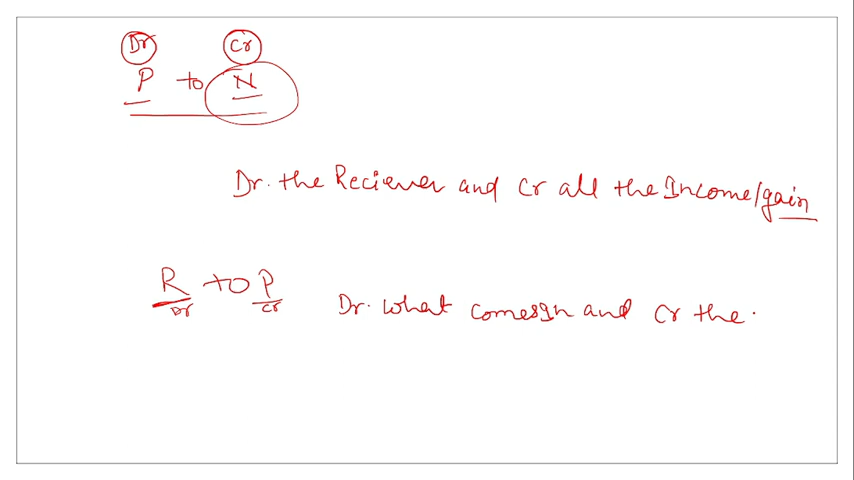 Dr Cr
P to N
Dr. the Reciever and Cr all the Income/gain
R to P
Dr Cr
Dr. what comesIn and Cr the.